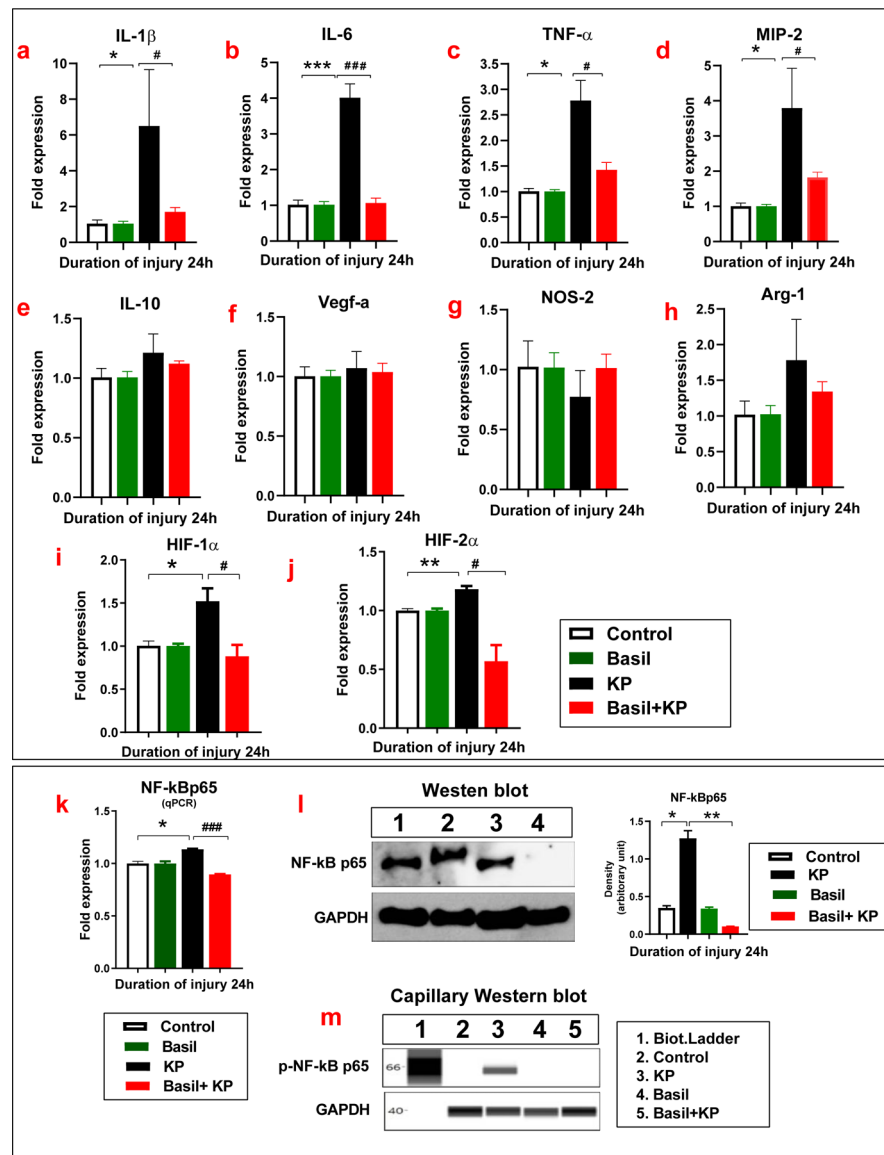 IL-1β
a
Fold expression
10
8
6
4
2
0
*
#
Duration of injury 24h
IL-6
b
Fold expression
5
4
3
2
1
0
***
###
Duration of injury 24h
TNF-α
c
Fold expression
3.5
3.0
2.5
2.0
1.5
1.0
0.5
0.0
*
#
Duration of injury 24h
MIP-2
d
Fold expression
5
4
3
2
1
0
*
#
Duration of injury 24h
IL-10
e
Fold expression
1.5
1.0
0.5
0.0
Duration of injury 24h
Vegf-a
f
Fold expression
1.5
1.0
0.5
0.0
Duration of injury 24h
NOS-2
g
Fold expression
1.5
1.0
0.5
0.0
Duration of injury 24h
Arg-1
h
Fold expression
2.5
2.0
1.5
1.0
0.5
0.0
Duration of injury 24h
HIF-1α
i
Fold expression
2.0
1.5
1.0
0.5
0.0
*
#
Duration of injury 24h
HIF-2α
j
Fold expression
1.5
1.0
0.5
0.0
**
#
Duration of injury 24h
Control
Basil
KP
Basil+KP
k
NF-kBp65
(qPCR)
Fold expression
1.5
1.0
0.5
0.0
*
###
Duration of injury 24h
Control
Basil
KP
Basil+ KP
l
Westen blot
1 2 3 4
NF-kB p65
GAPDH
NF-kBp65
Density
(arbitorary unit)
1.5
1.0
0.5
0.0
*
**
Duration of injury 24h
Control
KP
Basil
Basil+ KP
m
Capillary Western blot
1 2 3 4 5
p-NF-kB p65
66
GAPDH
40
1. Biot.Ladder
2. Control
3. KP
4. Basil
5. Basil+KP